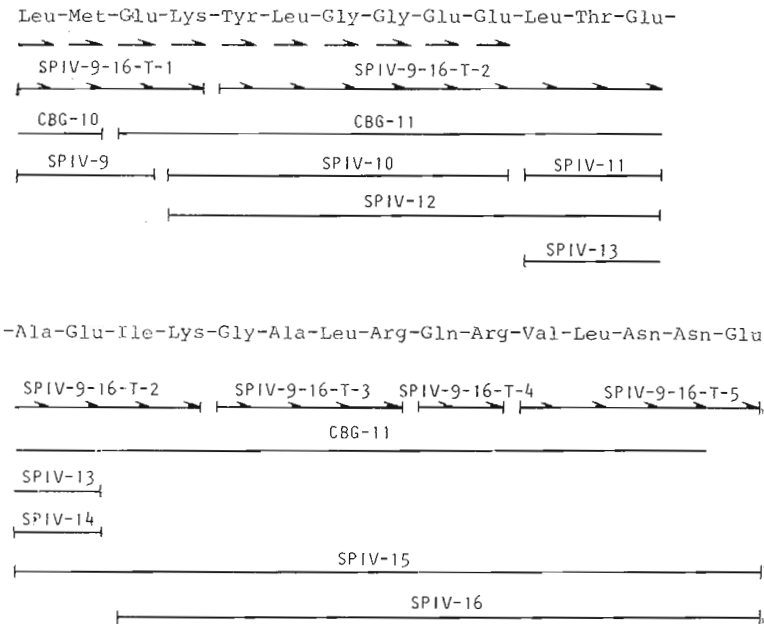 Leu-Met-Glu-Lys-Tyr-Leu-Gly-Gly-Glu-Glu-Leu-Thr-Glu-
SPIV-9-16-T-1 SPIV-9-16-T-2
CBG-10 CBG-11
SPIV-9 SPIV-10 SPIV-11
SPIV-12
SPIV-13
-Ala-Glu-Ile-Lys-Gly-Ala-Leu-Arg-Gln-Arg-Val-Leu-Asn-Asn-Glu
SPIV-9-16-T-2 SPIV-9-16-T-3 SPIV-9-16-T-4 SPIV-9-16-T-5
CBG-11
SPIV-13
SPIV-14
SPIV-15
SPIV-16